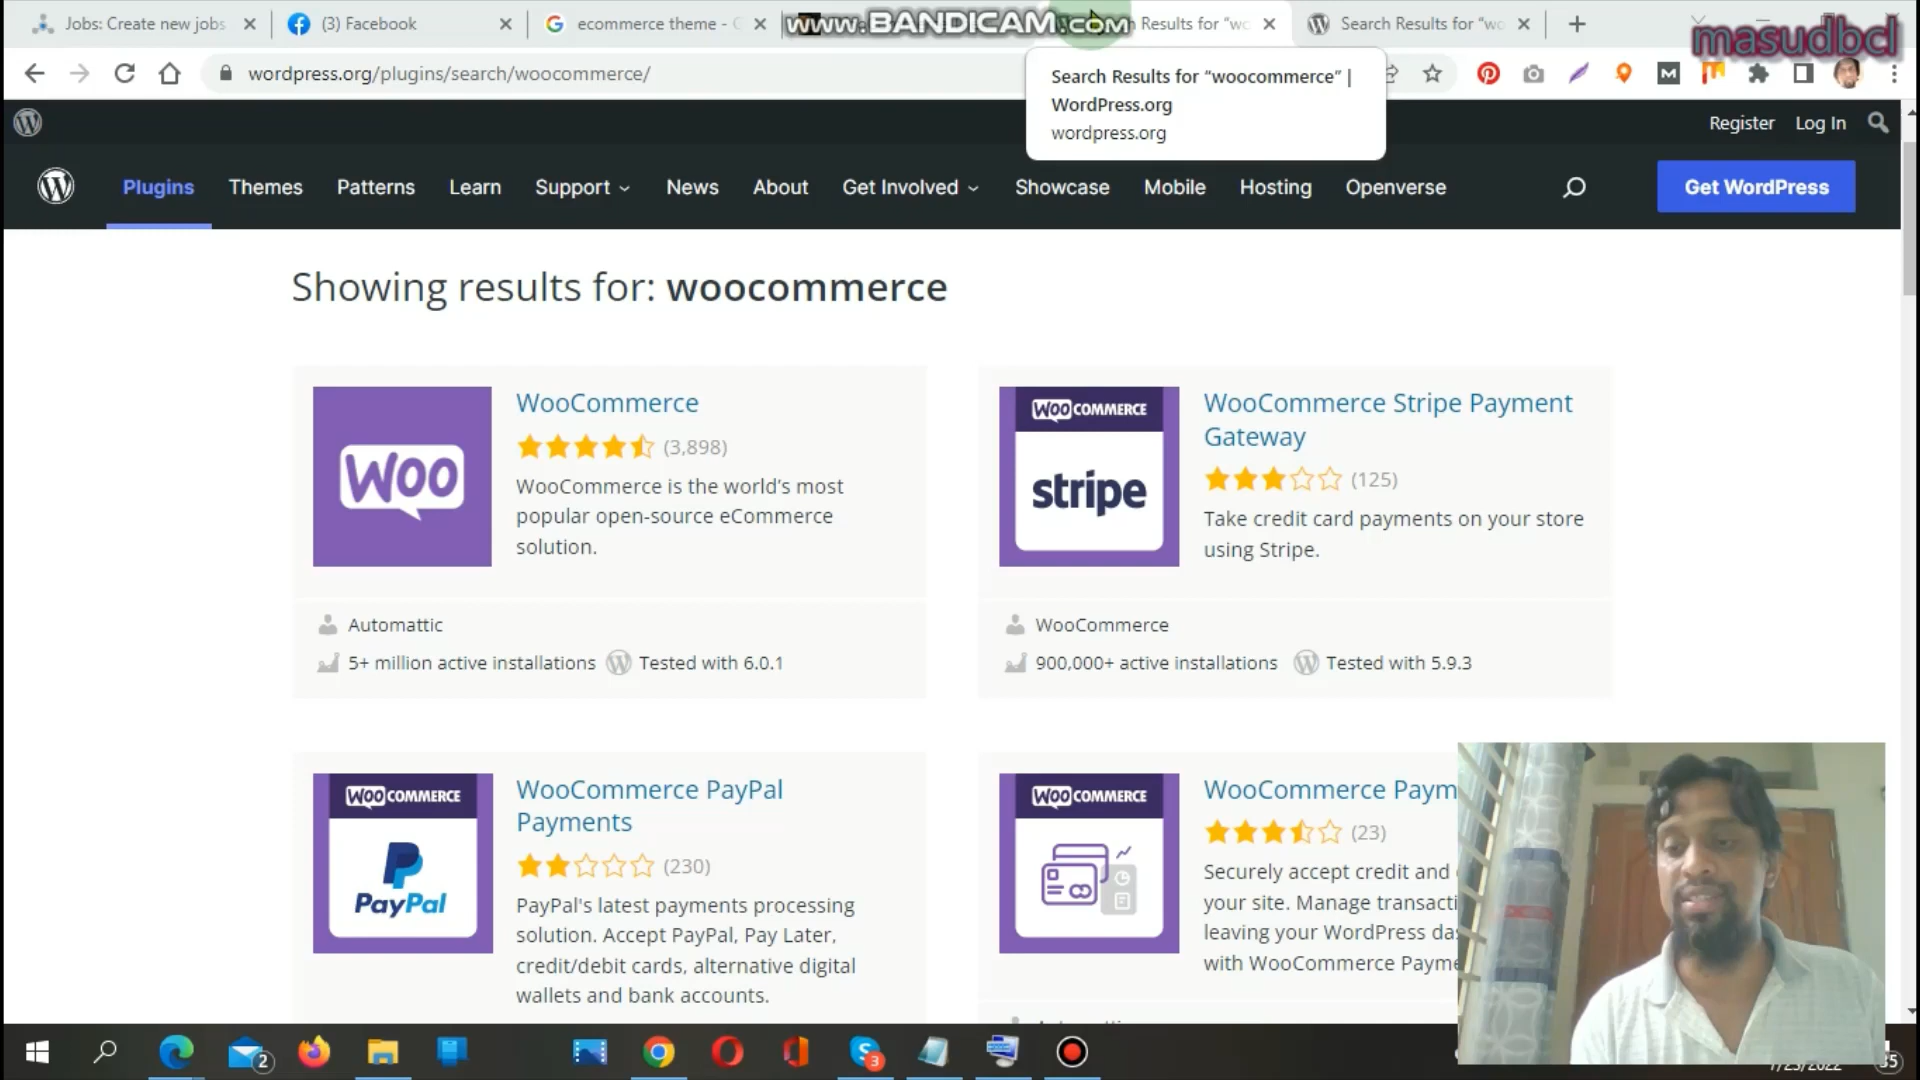 Jobs: Create new jobs
(3) Facebook
ecommerce theme -
www.BANDICAM.com
Results for "wo
Search Results for "wo
masudbcl
wordpress.org/plugins/search/woocommerce/
Search Results for "woocommerce" |
WordPress.org
wordpress.org
Register
Log In
Plugins
Themes
Patterns
Learn
Support
News
About
Get Involved
Showcase
Mobile
Hosting
Openverse
Get WordPress
Showing results for: woocommerce
WOO
WooCommerce
(3,898)
WooCommerce is the world's most
popular open-source eCommerce
solution.
Automattic
5+ million active installations
Tested with 6.0.1
WOO COMMERCE
stripe
WooCommerce Stripe Payment
Gateway
(125)
Take credit card payments on your store
using Stripe.
WooCommerce
900,000+ active installations
Tested with 5.9.3
WOO COMMERCE
PayPal
WooCommerce PayPal
Payments
(230)
PayPal's latest payments processing
solution. Accept PayPal, Pay Later,
credit/debit cards, alternative digital
wallets and bank accounts.
WOO COMMERCE
WooCommerce Paym
(23)
Securely accept credit and
your site. Manage transacti
leaving your WordPress da
with WooCommerce Payme
2
3